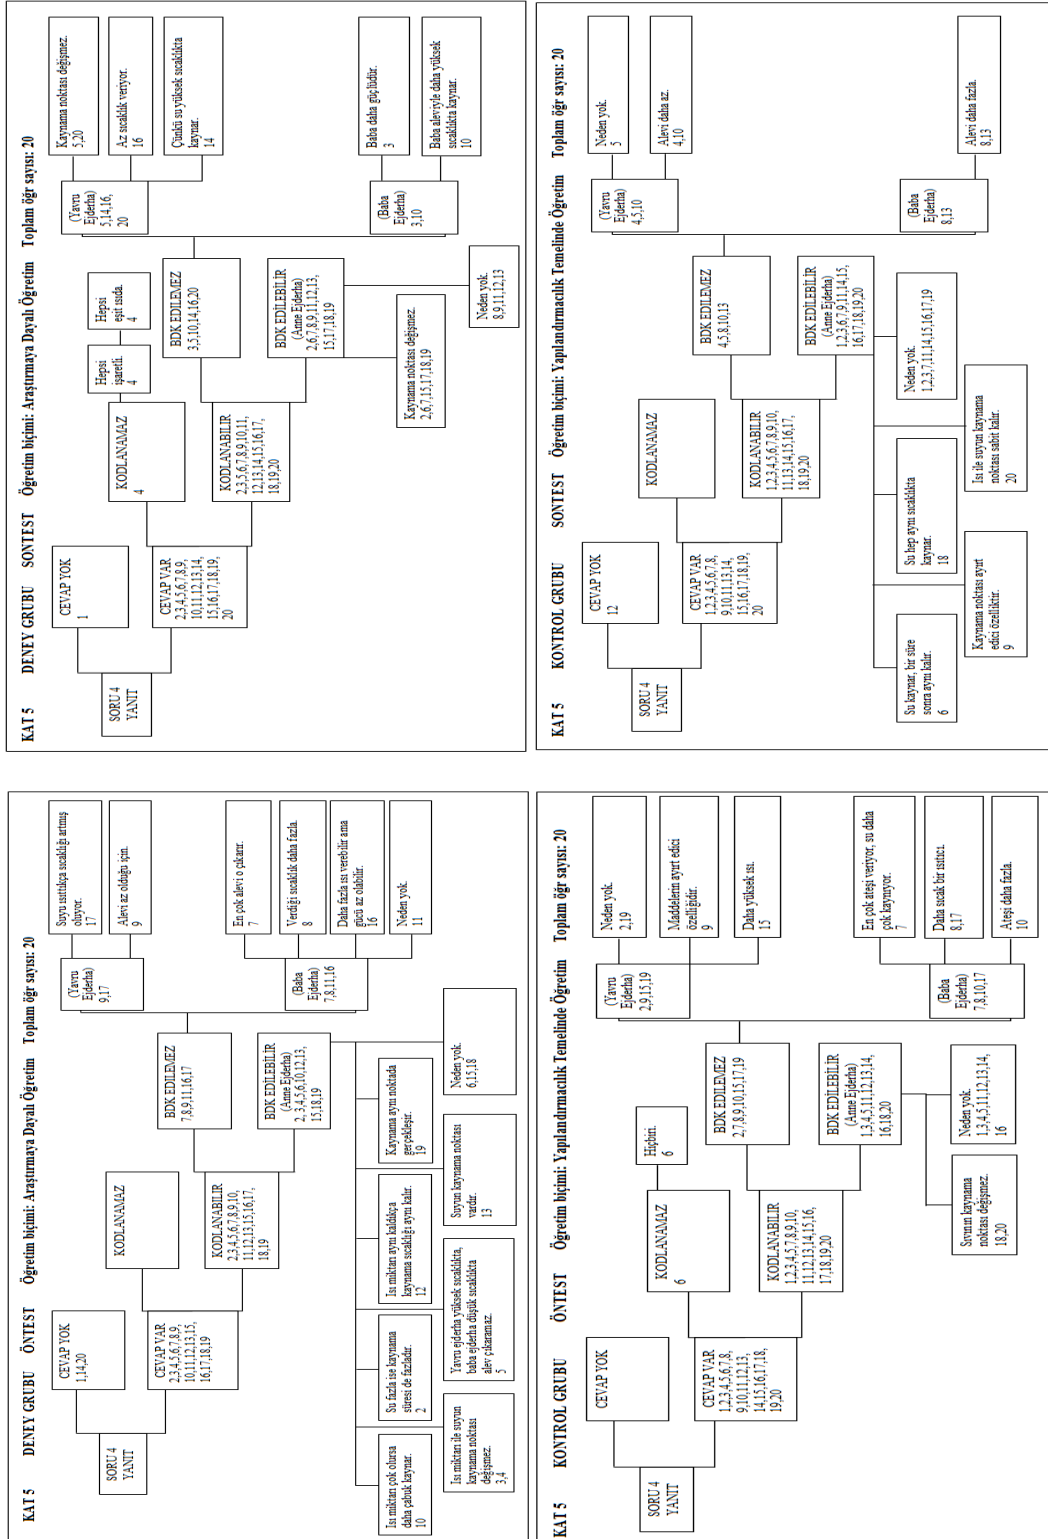 KAT 5 DENEY GRUBU ÖNTEST Öğretim biçimi: Araştırmaya Dayalı Öğretim Toplam öğr sayısı: 20
SORU 4
YANIT
CEVAP YOK
1,14,20
CEVAP VAR
2,3,4,5,6,7,8,9,
10,11,12,13,15,
16,17,18,19
KODLANAMAZ
KODLANABİLİR
2,3,4,5,6,7,8,9,10,
11,12,13,15,16,17,
18,19
BDK EDİLEMEZ
7,8,9,11,16,17
BDK EDİLEBİLİR
(Anne Ejderha)
2, 3,4,5,6,10,12,13,
15,18,19
(Yavru
Ejderha)
9,17
Suyu ısıttıkça sıcaklığı artmış
oluyor.
17
Alevi az olduğu için.
9
(Baba
Ejderha)
7,8,11,16
En çok alevi o çıkarır.
7
Verdiği sıcaklık daha fazla.
8
Daha fazla ısı verebilir ama
gücü az olabilir.
16
Neden yok.
11
Isı miktarı çok olursa
daha çabuk kaynar.
10
Su fazla ise kaynama
süresi de fazladır.
2
Isı miktarı aynı kaldıkça
kaynama sıcaklığı aynı kalır.
12
Kaynama aynı noktada
gerçekleşir.
19
Isı miktarı ile suyun
kaynama noktası
değişmez.
3,4
Yavru ejderha yüksek sıcaklıkta,
baba ejderha düşük sıcaklıkta
alev çıkaramaz.
5
Suyun kaynama noktası
vardır.
13
Neden yok.
6,15,18
KAT 5 DENEY GRUBU SONTEST Öğretim biçimi: Araştırmaya Dayalı Öğretim Toplam öğr sayısı: 20
SORU 4
YANIT
CEVAP YOK
1
CEVAP VAR
2,3,4,5,6,7,8,9,
10,11,12,13,14,
15,16,17,18,19,
20
KODLANAMAZ
4
Hepsi
işaretli.
4
Hepsi
eşit ısıda.
4
KODLANABİLİR
2,3,5,6,7,8,9,10,11,
12,13,14,15,16,17,
18,19,20
BDK EDİLEMEZ
3,5,10,14,16,20
BDK EDİLEBİLİR
(Anne Ejderha)
2,6,7,8,9,11,12,13,
15,17,18,19
(Yavru
Ejderha)
5,14,16,
20
Kaynama noktası değişmez.
5,20
Az sıcaklık veriyor.
16
Çünkü su yüksek sıcaklıkta
kaynar.
14
(Baba
Ejderha)
3,10
Baba daha güçlüdür.
3
Baba aleviyle daha yüksek
sıcaklıkta kaynar.
10
Kaynama noktası değişmez.
2,6,7,15,17,18,19
Neden yok.
8,9,11,12,13
KAT 5 KONTROL GRUBU ÖNTEST Öğretim biçimi: Yapılandırmacılık Temelinde Öğretim Toplam öğr sayısı: 20
SORU 4
YANIT
CEVAP YOK
CEVAP VAR
1,2,3,4,5,6,7,8,
9,10,11,12,13,
14,15,16,17,18,
19,20
KODLANAMAZ
6
Hiçbiri.
6
KODLANABİLİR
1,2,3,4,5,7,8,9,10,
11,12,13,14,15,16,
17,18,19,20
BDK EDİLEMEZ
2,7,8,9,10,15,17,19
BDK EDİLEBİLİR
(Anne Ejderha)
1,3,4,5,11,12,13,14,
16,18,20
(Yavru
Ejderha)
2,9,15,19
Neden yok.
2,19
Maddelerin ayırt edici
özelliğidir.
9
Daha yüksek ısı.
15
(Baba
Ejderha)
7,8,10,17
En çok ateşi veriyor, su daha
çok kaynıyor.
7
Daha sıcak bir ısıtıcı.
8,17
Ateşi daha fazla.
10
Sıvının kaynama
noktası değişmez.
18,20
Neden yok.
1,3,4,5,11,12,13,14,
16
KAT 5 KONTROL GRUBU SONTEST Öğretim biçimi: Yapılandırmacılık Temelinde Öğretim Toplam öğr sayısı: 20
SORU 4
YANIT
CEVAP YOK
12
CEVAP VAR
1,2,3,4,5,6,7,8,
9,10,11,13,14,
15,16,17,18,19,
20
KODLANAMAZ
KODLANABİLİR
1,2,3,4,5,6,7,8,9,10,
11,13,14,15,16,17,
18,19,20
BDK EDİLEMEZ
4,5,8,10,13
BDK EDİLEBİLİR
(Anne Ejderha)
1,2,3,6,7,9,11,14,15,
16,17,18,19,20
(Yavru
Ejderha)
4,5,10
Neden yok.
5
Alevi daha az.
4,10
(Baba
Ejderha)
8,13
Alevi daha fazla.
8,13
Su kaynar, bir süre
sonra aynı kalır.
6
Su hep aynı sıcaklıkta
kaynar.
18
Neden yok.
1,2,3,7,11,14,15,16,17,19
Kaynama noktası ayırt
edici özelliktir.
9
Isı ile suyun kaynama
noktası sabit kalır.
20